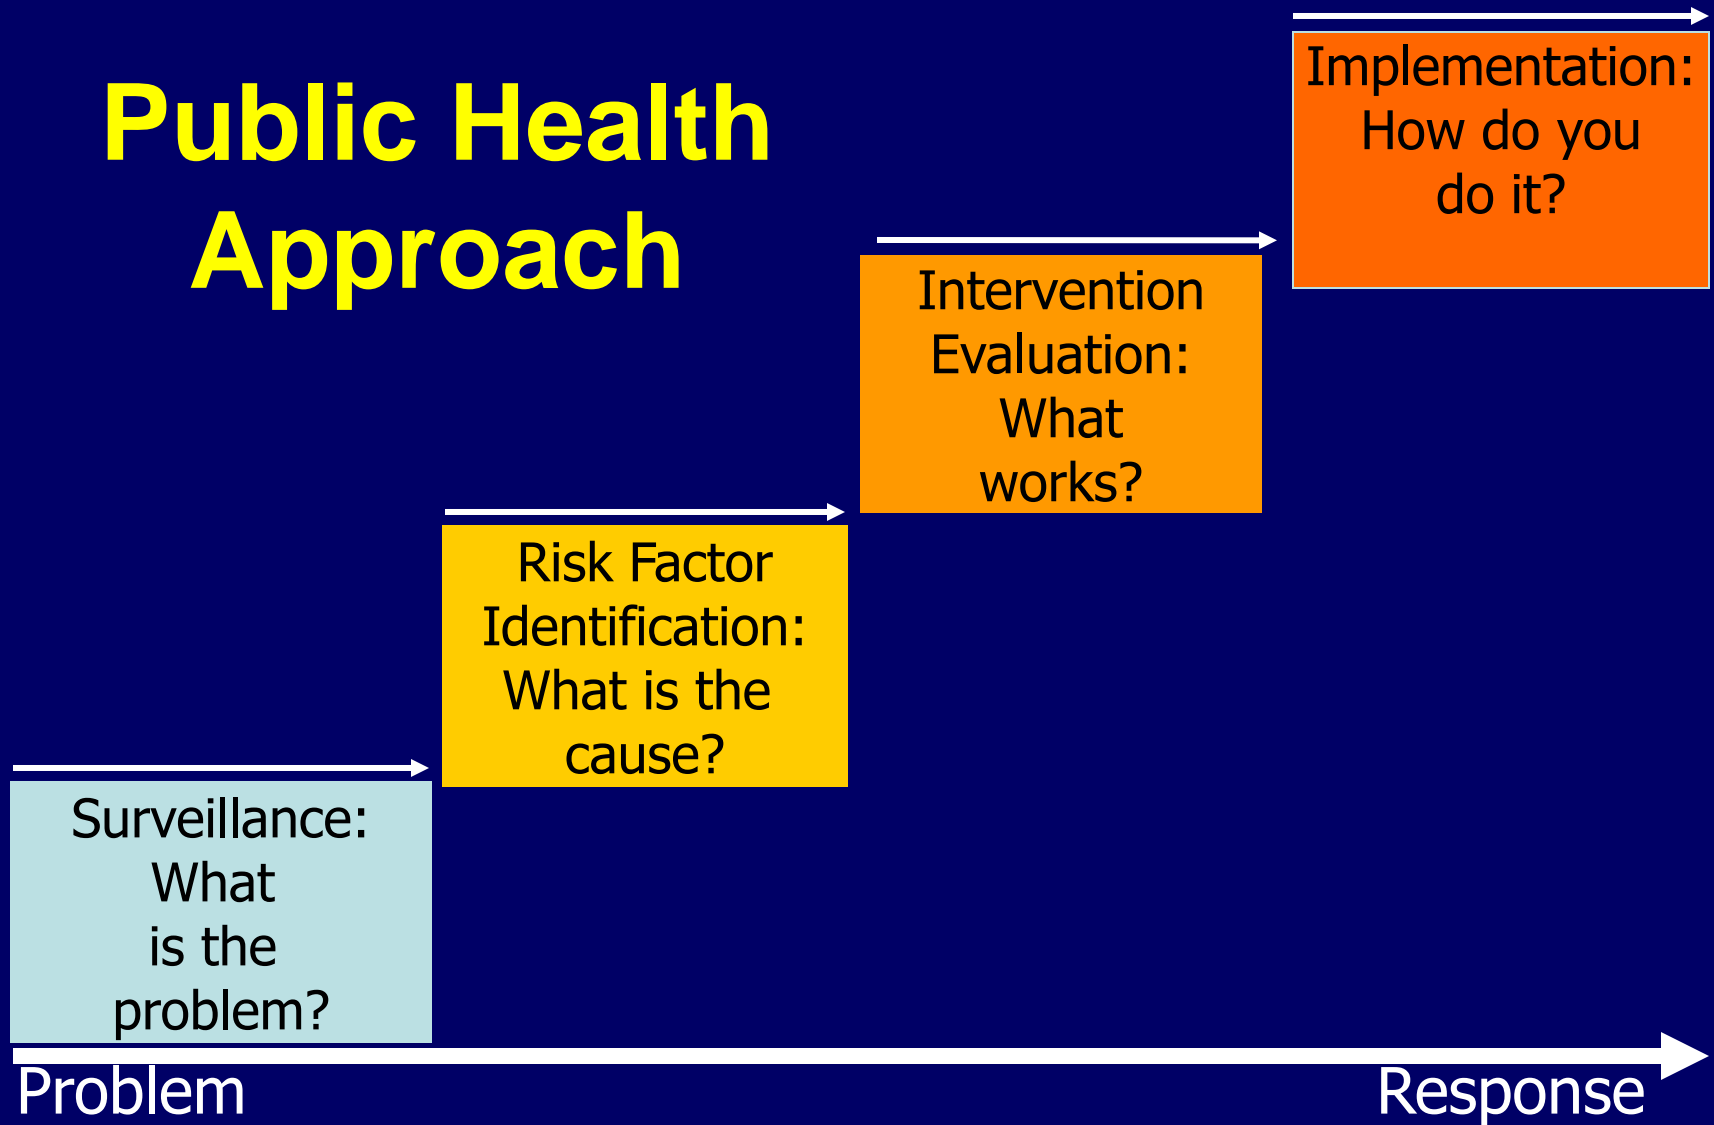 Public Health
Approach
Implementation:
How do you
do it?
Intervention
Evaluation:
What
works?
Risk Factor
Identification:
What is the
cause?
Surveillance:
What
is the
problem?
Problem
Response